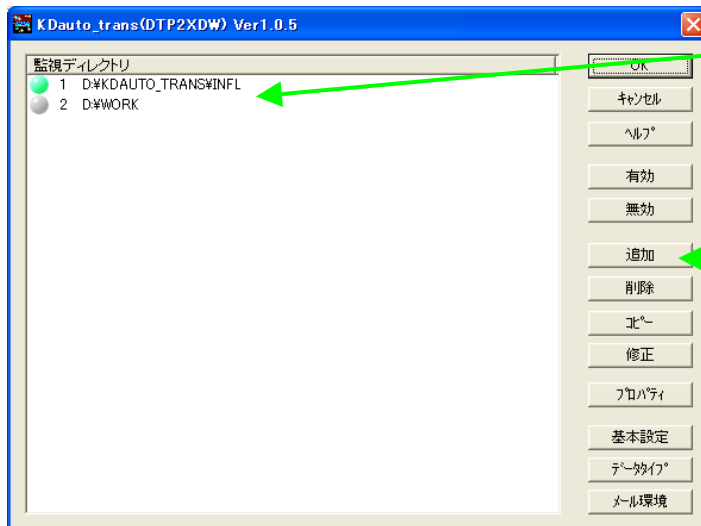 KDauto_trans(DTP2XDW) Ver1.0.5
監視ディレクトリ
1 D:¥KDAUTO_TRANS¥INFL
2 D:¥WORK
OK
キャンセル
ヘルプ
有効
無効
追加
削除
コピー
修正
プロパティ
基本設定
データタイプ
メール環境